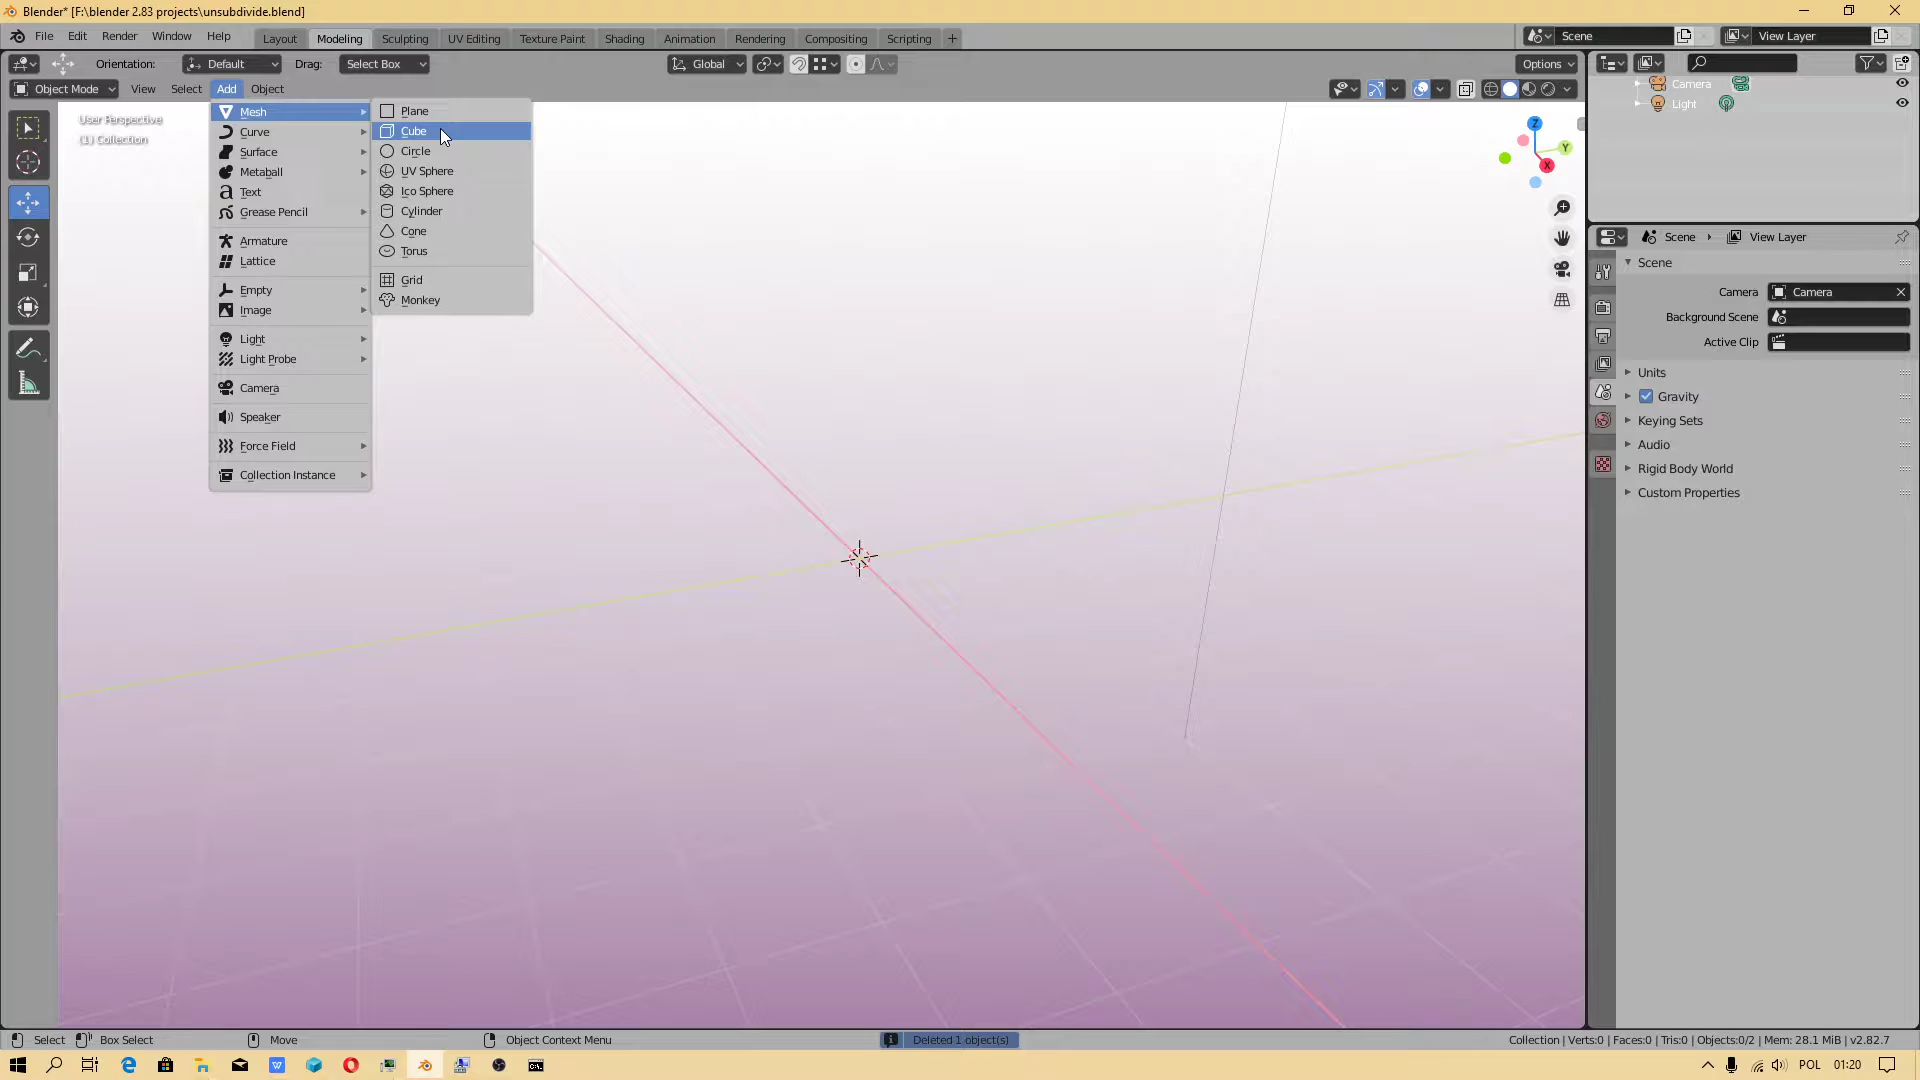 Blender* [F:\blender 2.83 projects\unsubdivide.blend]
File Edit Render Window Help Layout Modeling Sculpting UV Editing Texture Paint Shading Animation Rendering Compositing Scripting + Scene View Layer
Orientation: Default Drag: Select Box Global Options
Object Mode View Select Add Object
User Perspective
(1) Collection
Mesh
Curve
Surface
Metaball
Text
Grease Pencil
Armature
Lattice
Empty
Image
Light
Light Probe
Camera
Speaker
Force Field
Collection Instance
Plane
Cube
Circle
UV Sphere
Ico Sphere
Cylinder
Cone
Torus
Grid
Monkey
Z
Y
X
Camera
Light
Scene View Layer
Scene
Camera Camera
Background Scene
Active Clip
Units
Gravity
Keying Sets
Audio
Rigid Body World
Custom Properties
Select Box Select Move Object Context Menu Deleted 1 object(s) Collection | Verts:0 | Faces:0 | Tris:0 | Objects:0/2 | Mem: 28.1 MiB | v2.82.7
POL 01:20